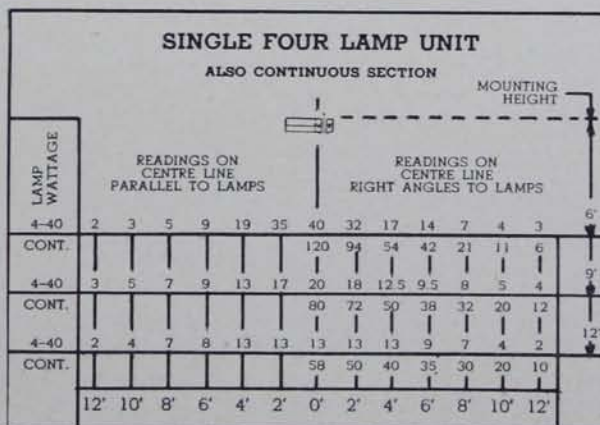 SINGLE FOUR LAMP UNIT
ALSO CONTINUOUS SECTION
MOUNTING
HEIGHT
LAMP
WATTAGE
READINGS ON
CENTRE LINE
PARALLEL TO LAMPS
READINGS ON
CENTRE LINE
RIGHT ANGLES TO LAMPS
6'
4-40 2 3 5 9 19 35 40 32 17 14 7 4 3
CONT. 120 94 54 42 21 11 6
9'
4-40 3 5 7 9 13 17 20 18 12.5 9.5 8 5 4
CONT. 80 72 50 38 32 20 12
12'
4-40 2 4 7 8 13 13 13 13 13 9 7 4 2
CONT. 58 50 40 35 30 20 10
12' 10' 8' 6' 4' 2' 0' 2' 4' 6' 8' 10' 12'